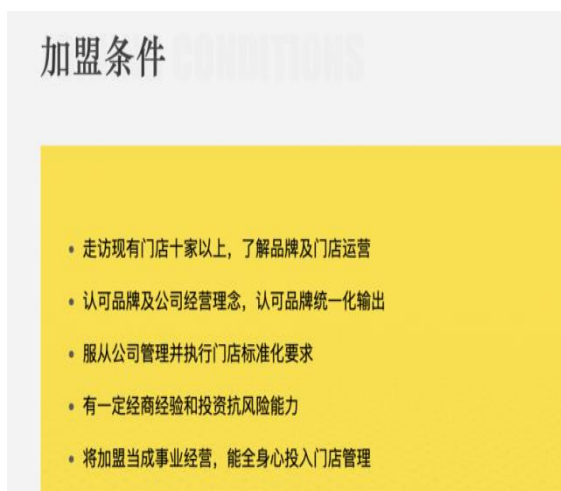 加盟条件 CONDITIONS
走访现有门店十家以上，了解品牌及门店运营
认可品牌及公司经营理念，认可品牌统一化输出
服从公司管理并执行门店标准化要求
有一定经商经验和投资抗风险能力
将加盟当成事业经营，能全身心投入门店管理